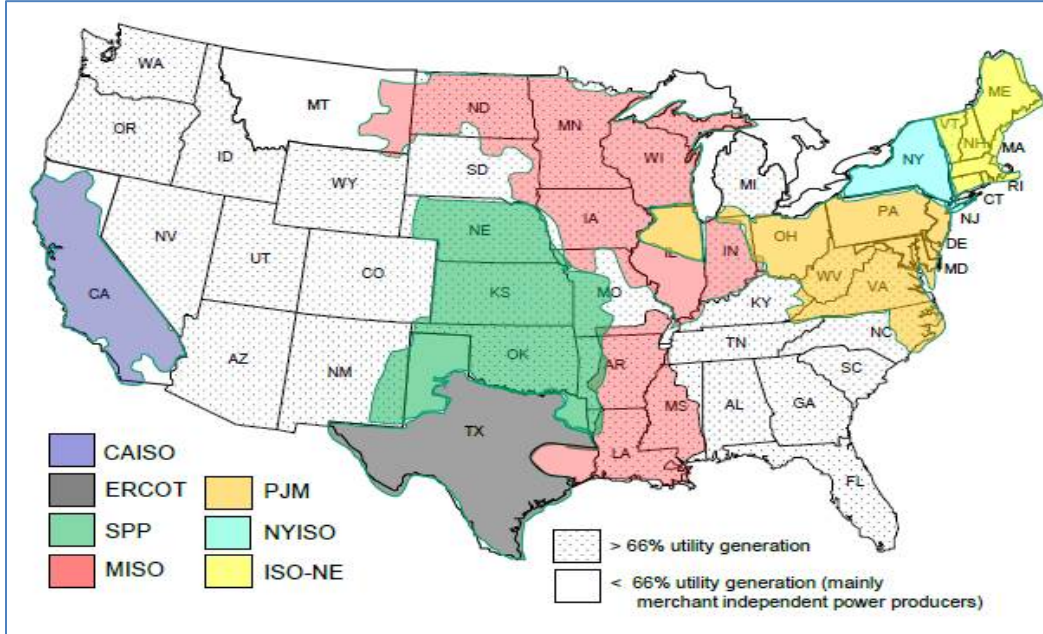 WA
MT
ND
ME
OR
MN
VT
NH
MA
ID
WI
NY
SD
WY
MI
RI
CT
IA
PA
NJ
NE
OH
NV
IL
IN
DE
UT
CO
WV
MD
CA
KS
MO
VA
KY
NC
TN
OK
AZ
NM
AR
SC
MS
AL
GA
TX
LA
FL
CAISO
ERCOT
PJM
SPP
NYISO
MISO
ISO-NE
> 66% utility generation
< 66% utility generation (mainly
merchant independent power producers)